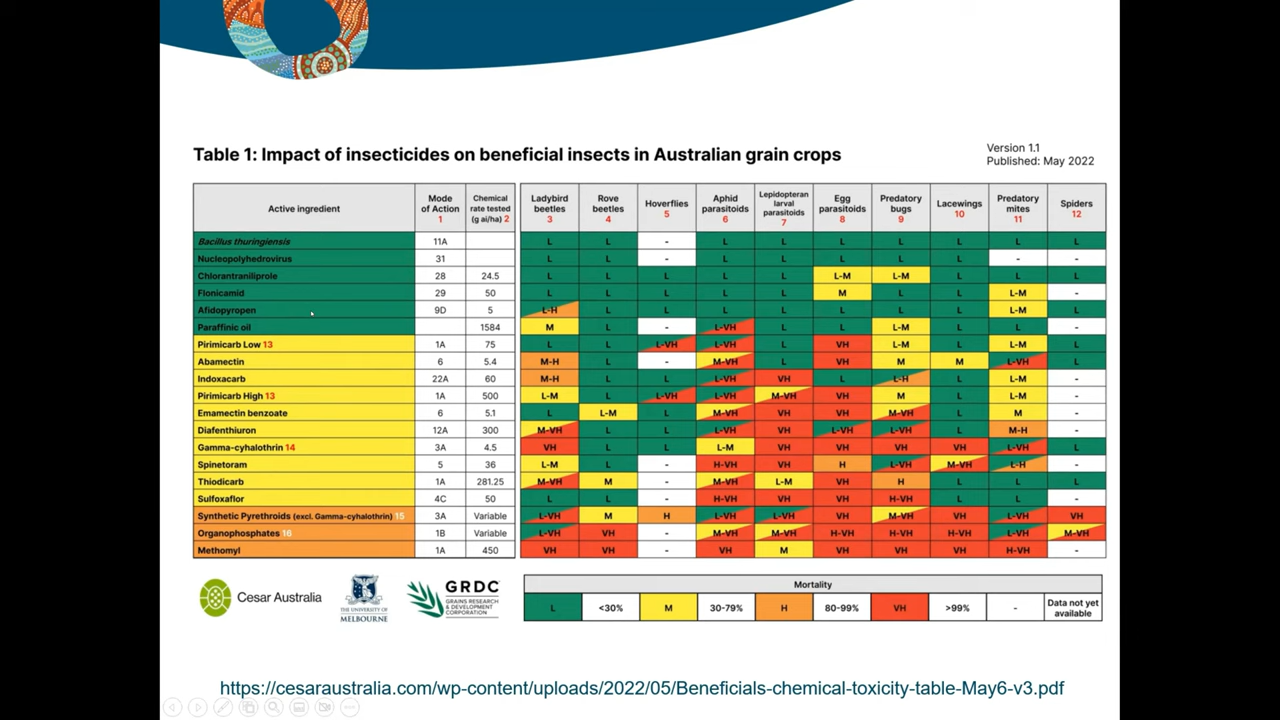 Table 1: Impact of insecticides on beneficial insects in Australian grain crops
Version 1.1
Published: May 2022
Active ingredient | Mode of Action 1 | Chemical rate tested (g ai/ha) 2 | Ladybird beetles 3 | Rove beetles 4 | Hoverflies 5 | Aphid parasitoids 6 | Lepidopteran larval parasitoids 7 | Egg parasitoids 8 | Predatory bugs 9 | Lacewings 10 | Predatory mites 11 | Spiders 12
Bacillus thuringiensis | 11A | | L | L | - | L | L | L | L | L | L | L
Nucleopolyhedrovirus | 31 | | L | L | - | L | L | L | L | L | - | -
Chlorantraniliprole | 28 | 24.5 | L | L | L | L | L | L-M | L-M | L | L | L
Flonicamid | 29 | 50 | L | L | L | L | L | M | L | L | L-M | -
Afidopyropen | 9D | 5 | L-H | L | L | L | L | L | L | L | L-M | L
Paraffinic oil | | 1584 | M | L | - | L-VH | L | L | L-M | L | L | -
Pirimicarb Low 13 | 1A | 75 | L | L | L-VH | L-VH | L | VH | L-M | L | L-M | L
Abamectin | 6 | 5.4 | M-H | L | - | M-VH | L | VH | M | M | L-VH | L
Indoxacarb | 22A | 60 | M-H | L | L | L-VH | VH | L | L-H | L | L-M | -
Pirimicarb High 13 | 1A | 500 | L-M | L | L-VH | L-VH | M-VH | VH | M | L | L-M | -
Emamectin benzoate | 6 | 5.1 | L | L-M | L | M-VH | VH | VH | M-VH | L | M | -
Diafenthiuron | 12A | 300 | M-VH | L | L | L-VH | VH | L-VH | L-VH | L | M-H | -
Gamma-cyhalothrin 14 | 3A | 4.5 | VH | L | L | L-M | VH | VH | VH | VH | L-VH | L
Spinetoram | 5 | 36 | L-M | L | - | H-VH | VH | H | L-VH | M-VH | L-H | -
Thiodicarb | 1A | 281.25 | M-VH | M | - | M-VH | L-M | VH | H | L | L | L
Sulfoxaflor | 4C | 50 | L | L | - | H-VH | VH | VH | H-VH | L | L | -
Synthetic Pyrethroids (excl. Gamma-cyhalothrin) 15 | 3A | Variable | L-VH | M | H | L-VH | L-VH | VH | M-VH | VH | L-VH | VH
Organophosphates 16 | 1B | Variable | L-VH | VH | - | M-VH | M-VH | H-VH | H-VH | H-VH | L-VH | M-VH
Methomyl | 1A | 450 | VH | VH | - | VH | M | VH | VH | VH | H-VH | -
Cesar Australia
THE UNIVERSITY OF
MELBOURNE
GRDC
GRAINS RESEARCH
& DEVELOPMENT
CORPORATION
Mortality
L | <30% | M | 30-79% | H | 80-99% | VH | >99% | - | Data not yet available
https://cesaraustralia.com/wp-content/uploads/2022/05/Beneficials-chemical-toxicity-table-May6-v3.pdf